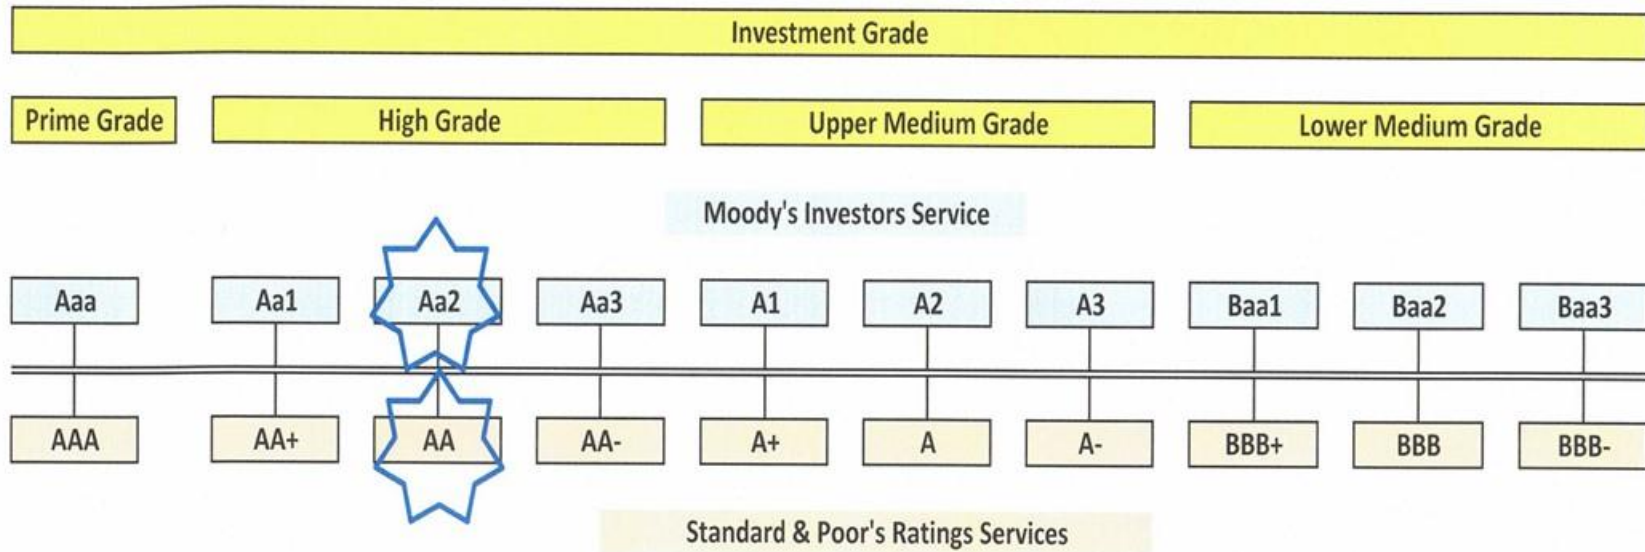 Investment Grade
Prime Grade High Grade Upper Medium Grade Lower Medium Grade
Moody's Investors Service
Aaa Aa1 Aa2 Aa3 A1 A2 A3 Baa1 Baa2 Baa3
AAA AA+ AA AA- A+ A A- BBB+ BBB BBB-
Standard & Poor's Ratings Services